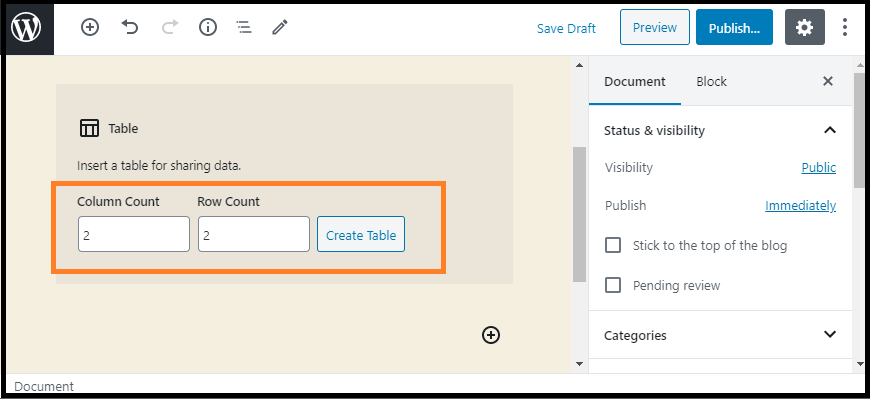 Save Draft
Preview
Publish...
Table
Insert a table for sharing data.
Column Count
Row Count
2
2
Create Table
Document
Block
Status & visibility
Visibility
Public
Publish
Immediately
Stick to the top of the blog
Pending review
Categories
Document